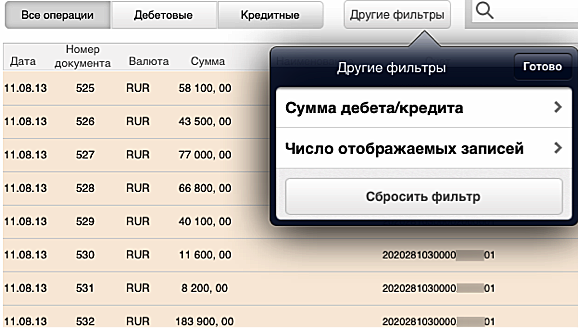 Все операции Дебетовые Кредитные Другие фильтры
Дата Номер документа Валюта Сумма
Другие фильтры Готово
Сумма дебета/кредита
Число отображаемых записей
Сбросить фильтр
11.08.13 525 RUR 58 100, 00
11.08.13 526 RUR 43 500, 00
11.08.13 527 RUR 77 000, 00
11.08.13 528 RUR 66 800, 00
11.08.13 529 RUR 40 100, 00
11.08.13 530 RUR 11 600, 00 2020281030000 01
11.08.13 531 RUR 8 200, 00 2020281030000 01
11.08.13 532 RUR 183 900, 00 2020281030000 01